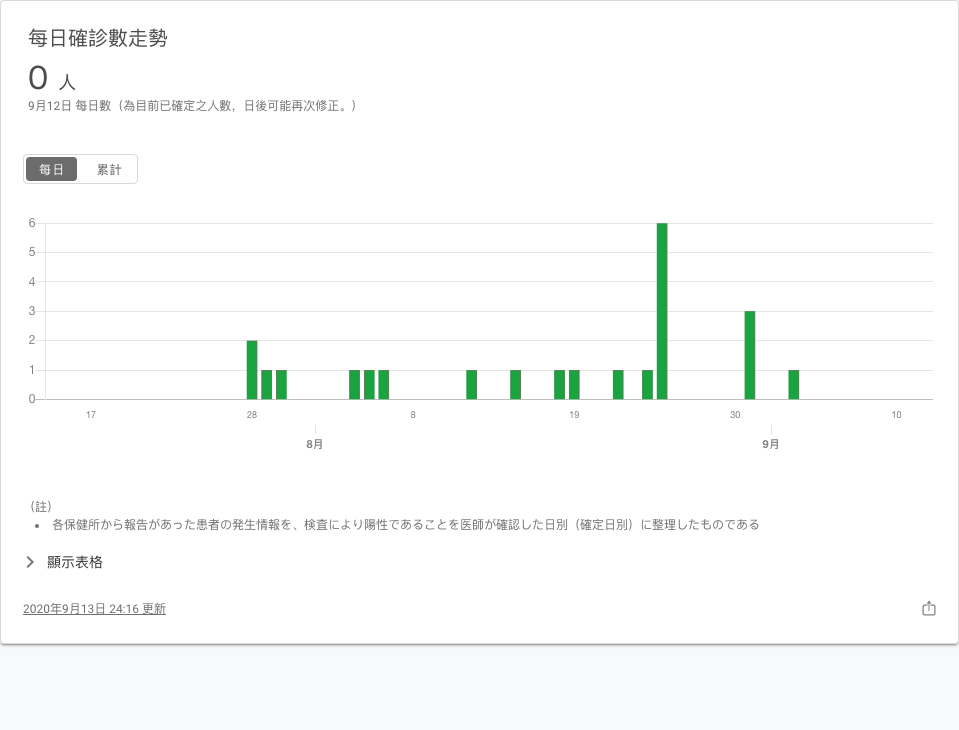 每日確診數走勢
0 人
9月12日 每日數（為目前已確定之人數，日後可能再次修正。）
每日 累計
6
5
4
3
2
1
0
17 28 8 19 30 10
8月 9月
（註）
• 各保健所から報告があった患者の発生情報を、検査により陽性であることを医師が確認した日別（確定日別）に整理したものである
顯示表格
2020年9月13日 24:16 更新